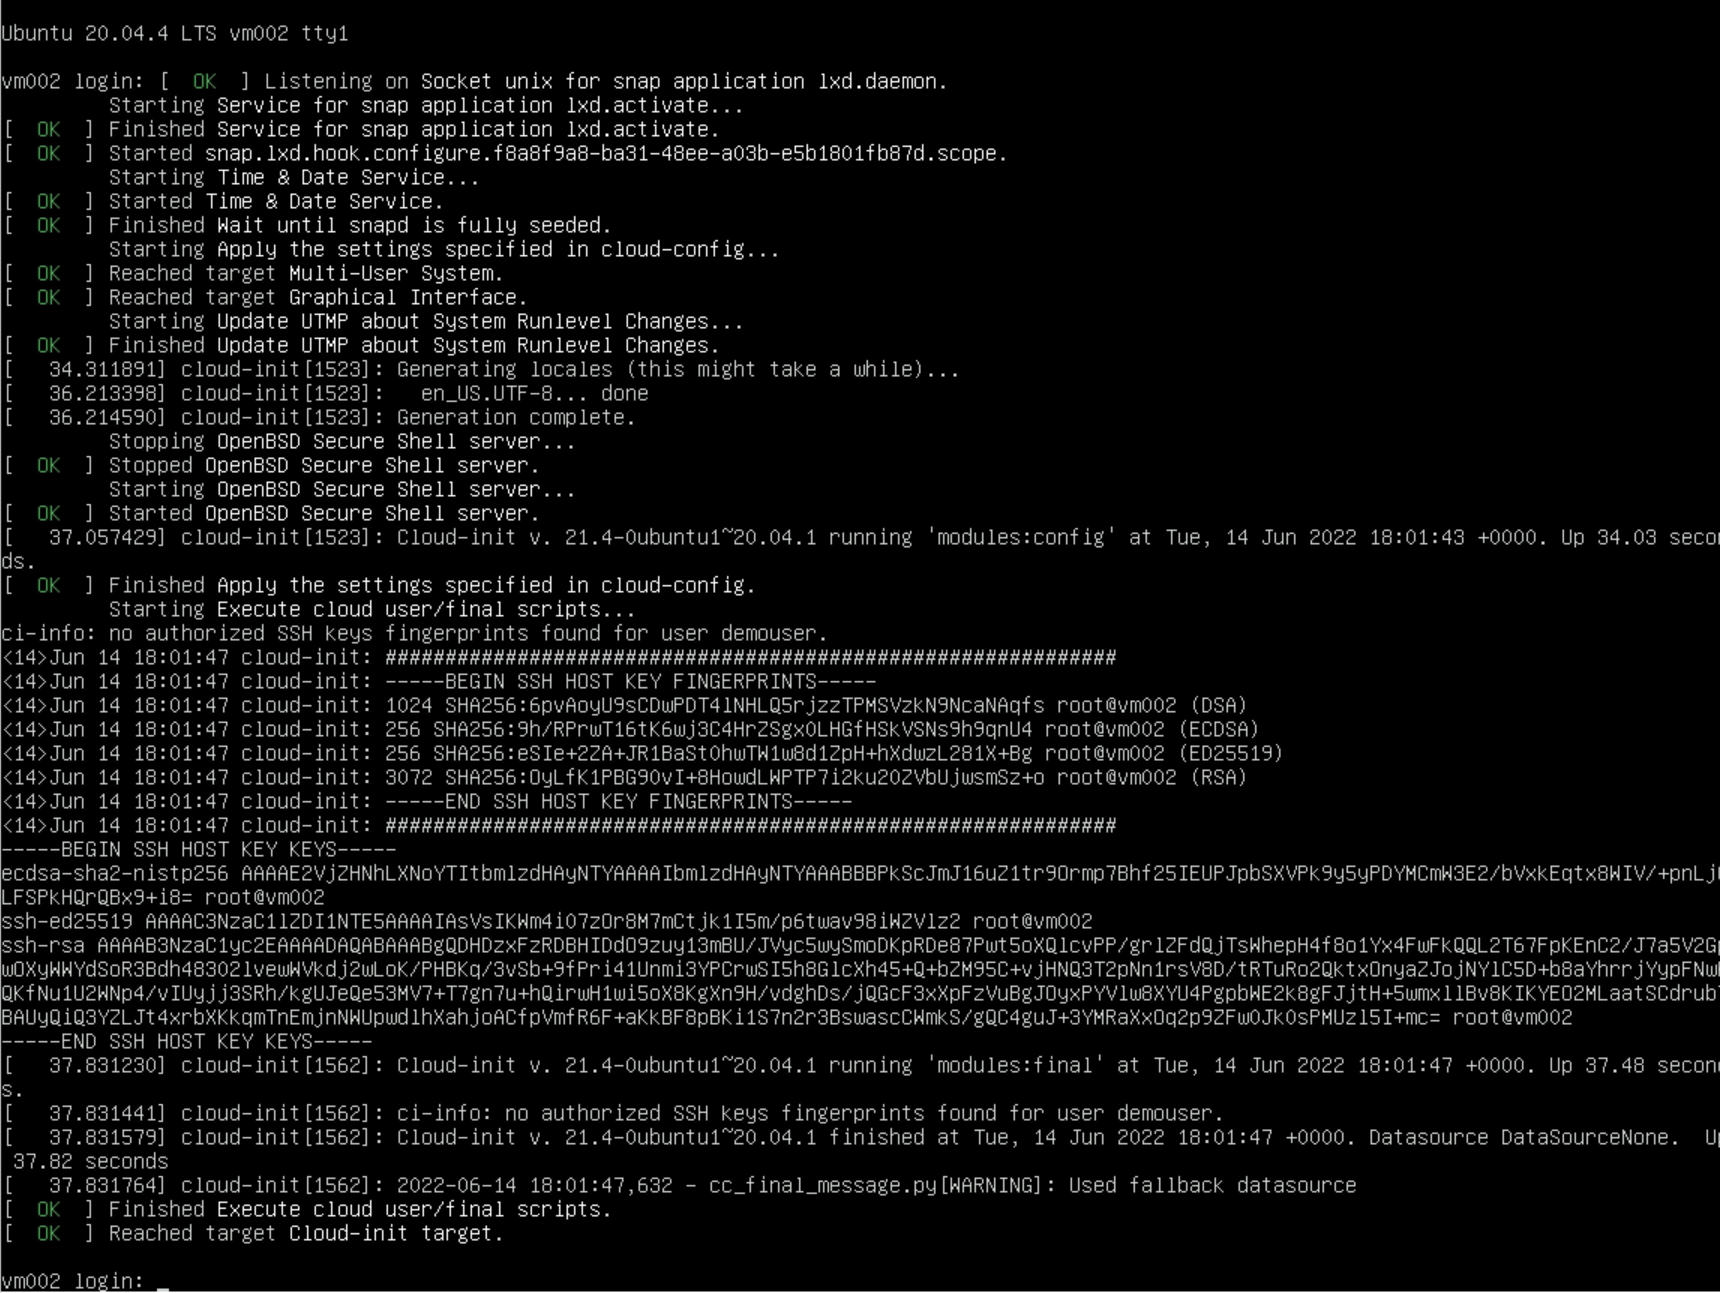 Ubuntu 20.04.4 LTS vm002 tty1
vm002 login: [  OK  ] Listening on Socket unix for snap application lxd.daemon.
         Starting Service for snap application lxd.activate...
[  OK  ] Finished Service for snap application lxd.activate.
[  OK  ] Started snap.lxd.hook.configure.f8a8f9a8-ba31-48ee-a03b-e5b1801fb87d.scope.
         Starting Time & Date Service...
[  OK  ] Started Time & Date Service.
[  OK  ] Finished Wait until snapd is fully seeded.
         Starting Apply the settings specified in cloud-config...
[  OK  ] Reached target Multi-User System.
[  OK  ] Reached target Graphical Interface.
         Starting Update UTMP about System Runlevel Changes...
[  OK  ] Finished Update UTMP about System Runlevel Changes.
[   34.311891] cloud-init[1523]: Generating locales (this might take a while)...
[   36.213398] cloud-init[1523]:   en_US.UTF-8... done
[   36.214590] cloud-init[1523]: Generation complete.
         Stopping OpenBSD Secure Shell server...
[  OK  ] Stopped OpenBSD Secure Shell server.
         Starting OpenBSD Secure Shell server...
[  OK  ] Started OpenBSD Secure Shell server.
[   37.057429] cloud-init[1523]: Cloud-init v. 21.4-0ubuntu1~20.04.1 running 'modules:config' at Tue, 14 Jun 2022 18:01:43 +0000. Up 34.03 secon
ds.
[  OK  ] Finished Apply the settings specified in cloud-config.
         Starting Execute cloud user/final scripts...
ci-info: no authorized SSH keys fingerprints found for user demouser.
<14>Jun 14 18:01:47 cloud-init: #############################################################
<14>Jun 14 18:01:47 cloud-init: -----BEGIN SSH HOST KEY FINGERPRINTS-----
<14>Jun 14 18:01:47 cloud-init: 1024 SHA256:6pvAoyU9sCDwPDT4lNHLQ5rjzzTPMSVzkN9NcaNAqfs root@vm002 (DSA)
<14>Jun 14 18:01:47 cloud-init: 256 SHA256:9h/RPrwT16tK6wj3C4HrZSgx0LHGfHSkVSNs9h9qnU4 root@vm002 (ECDSA)
<14>Jun 14 18:01:47 cloud-init: 256 SHA256:eSIe+2ZA+JR1BaSt0hwTW1w8d1ZpH+hXdwzL281X+Bg root@vm002 (ED25519)
<14>Jun 14 18:01:47 cloud-init: 3072 SHA256:OyLfK1PBG90vI+8HowdLWPTP7i2ku20ZVbUjwsmSz+o root@vm002 (RSA)
<14>Jun 14 18:01:47 cloud-init: -----END SSH HOST KEY FINGERPRINTS-----
<14>Jun 14 18:01:47 cloud-init: #############################################################
-----BEGIN SSH HOST KEY KEYS-----
ecdsa-sha2-nistp256 AAAAE2VjZHNhLXNoYTItbmlzdHAyNTYAAAAIbmlzdHAyNTYAAABBBPkScJmJ16uZ1tr9Ormp7Bhf25IEUPJpbSXVPk9y5yPDYMCmW3E2/bVxkEqtx8WIV/+pnLj
LFSPkHQrQBx9+i8= root@vm002
ssh-ed25519 AAAAC3NzaC1lZDI1NTE5AAAAIAsVsIKWm4i07zOr8M7mCtjk1I5m/p6twav98iWZVlz2 root@vm002
ssh-rsa AAAAB3NzaC1yc2EAAAADAQABAAABgQDHDzxFzRDBHIDdO9zuy13mBU/JVyc5wySmoDKpRDe87Pwt5oXQlcvPP/grlZFdQjTsWhepH4f8o1Yx4FwFkQQL2T67FpKEnC2/J7a5V2Gp
wOXyWWYdSoR3Bdh48302lvewWVkdj2wLoK/PHBKq/3vSb+9fPri41Unmi3YPCrwSI5h8GlcXh45+Q+bZM95C+vjHNQ3T2pNn1rsV8D/tRTuRo2QktxOnyaZJojNYlC5D+b8aYhrrjYypFNw
QKfNu1U2WNp4/vIUyjj3SRh/kgUJeQe53MV7+T7gn7u+hQirwH1wi5oX8KgXn9H/vdghDs/jQGcF3xXpFzVuBgJOyxPYVlw8XYU4PgpbWE2k8gFJjtH+5wmxllBv8KIKYEO2MLaatSCdrub
BAUyQiQ3YZLJt4xrbXKkqmTnEmjnNWUpwdlhXahjoACfpVmfR6F+aKkBF8pBKi1S7n2r3BswascCWmkS/gQC4guJ+3YMRaXxOq2p9ZFw0Jk0sPMUzl5I+mc= root@vm002
-----END SSH HOST KEY KEYS-----
[   37.831230] cloud-init[1562]: Cloud-init v. 21.4-0ubuntu1~20.04.1 running 'modules:final' at Tue, 14 Jun 2022 18:01:47 +0000. Up 37.48 second
s.
[   37.831441] cloud-init[1562]: ci-info: no authorized SSH keys fingerprints found for user demouser.
[   37.831579] cloud-init[1562]: Cloud-init v. 21.4-0ubuntu1~20.04.1 finished at Tue, 14 Jun 2022 18:01:47 +0000. Datasource DataSourceNone.  Up
 37.82 seconds
[   37.831764] cloud-init[1562]: 2022-06-14 18:01:47,632 - cc_final_message.py[WARNING]: Used fallback datasource
[  OK  ] Finished Execute cloud user/final scripts.
[  OK  ] Reached target Cloud-init target.
vm002 login: _